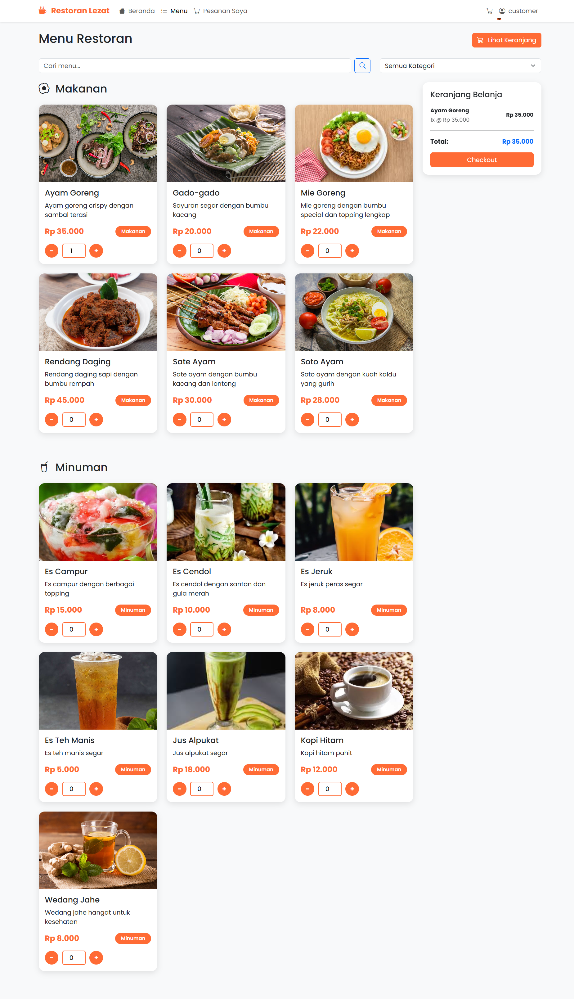 Restoran Lezat
Beranda
Menu
Pesanan Saya
customer
Menu Restoran
Lihat Keranjang
Cari menu...
Semua Kategori
Makanan
Keranjang Belanja
Ayam Goreng
1x @ Rp 35.000
Rp 35.000
Total:
Rp 35.000
Checkout
Ayam Goreng
Ayam goreng crispy dengan
sambal terasi
Rp 35.000
Makanan
-
1
+
Gado-gado
Sayuran segar dengan bumbu
kacang
Rp 20.000
Makanan
-
0
+
Mie Goreng
Mie goreng dengan bumbu
special dan topping lengkap
Rp 22.000
Makanan
-
0
+
Rendang Daging
Rendang daging sapi dengan
bumbu rempah
Rp 45.000
Makanan
-
0
+
Sate Ayam
Sate ayam dengan bumbu
kacang dan lontong
Rp 30.000
Makanan
-
0
+
Soto Ayam
Soto ayam dengan kuah kaldu
yang gurih
Rp 28.000
Makanan
-
0
+
Minuman
Es Campur
Es campur dengan berbagai
topping
Rp 15.000
Minuman
-
0
+
Es Cendol
Es cendol dengan santan dan
gula merah
Rp 10.000
Minuman
-
0
+
Es Jeruk
Es jeruk peras segar
Rp 8.000
Minuman
-
0
+
Es Teh Manis
Es teh manis segar
Rp 5.000
Minuman
-
0
+
Jus Alpukat
Jus alpukat segar
Rp 18.000
Minuman
-
0
+
Kopi Hitam
Kopi hitam pahit
Rp 12.000
Minuman
-
0
+
Wedang Jahe
Wedang jahe hangat untuk
kesehatan
Rp 8.000
Minuman
-
0
+